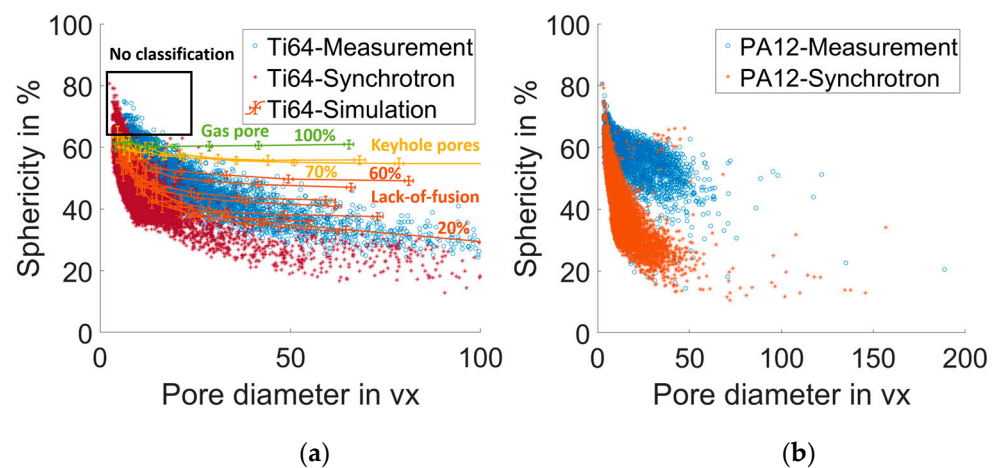 100
80
60
40
20
0
Sphericity in %
No classification
Ti64-Measurement
Ti64-Synchrotron
Ti64-Simulation
Gas pore
100%
Keyhole pores
70%
60%
Lack-of-fusion
20%
0
50
100
Pore diameter in vx
(a)
100
80
60
40
20
0
Sphericity in %
PA12-Measurement
PA12-Synchrotron
0
50
100
150
200
Pore diameter in vx
(b)